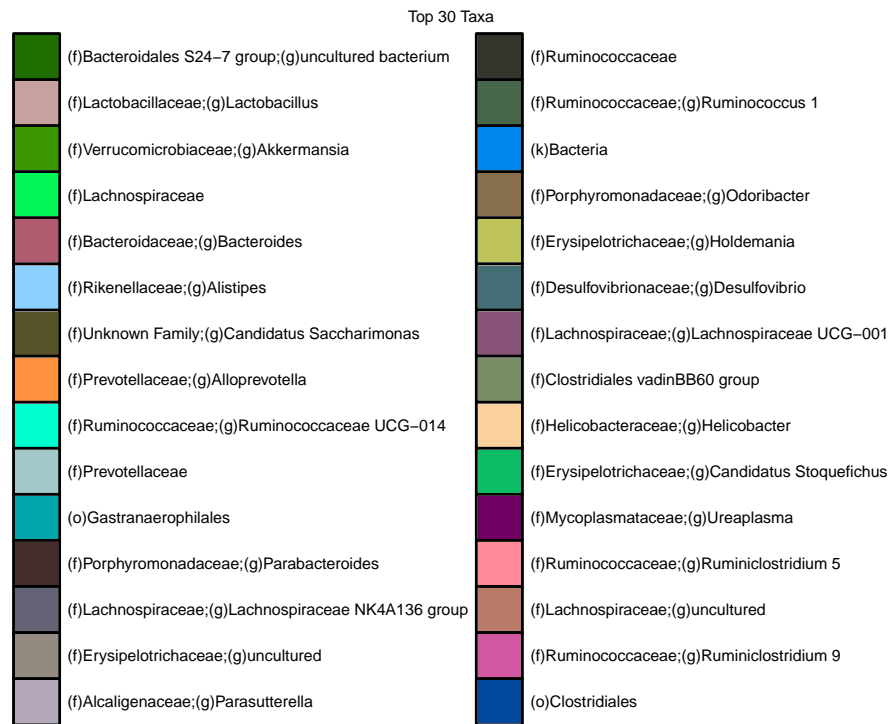 Top 30 Taxa
(f)Bacteroidales S24−7 group;(g)uncultured bacterium
(f)Lactobacillaceae;(g)Lactobacillus
(f)Verrucomicrobiaceae;(g)Akkermansia
(f)Lachnospiraceae
(f)Bacteroidaceae;(g)Bacteroides
(f)Rikenellaceae;(g)Alistipes
(f)Unknown Family;(g)Candidatus Saccharimonas
(f)Prevotellaceae;(g)Alloprevotella
(f)Ruminococcaceae;(g)Ruminococcaceae UCG−014
(f)Prevotellaceae
(o)Gastranaerophilales
(f)Porphyromonadaceae;(g)Parabacteroides
(f)Lachnospiraceae;(g)Lachnospiraceae NK4A136 group
(f)Erysipelotrichaceae;(g)uncultured
(f)Alcaligenaceae;(g)Parasutterella
(f)Ruminococcaceae
(f)Ruminococcaceae;(g)Ruminococcus 1
(k)Bacteria
(f)Porphyromonadaceae;(g)Odoribacter
(f)Erysipelotrichaceae;(g)Holdemania
(f)Desulfovibrionaceae;(g)Desulfovibrio
(f)Lachnospiraceae;(g)Lachnospiraceae UCG−001
(f)Clostridiales vadinBB60 group
(f)Helicobacteraceae;(g)Helicobacter
(f)Erysipelotrichaceae;(g)Candidatus Stoquefichus
(f)Mycoplasmataceae;(g)Ureaplasma
(f)Ruminococcaceae;(g)Ruminiclostridium 5
(f)Lachnospiraceae;(g)uncultured
(f)Ruminococcaceae;(g)Ruminiclostridium 9
(o)Clostridiales